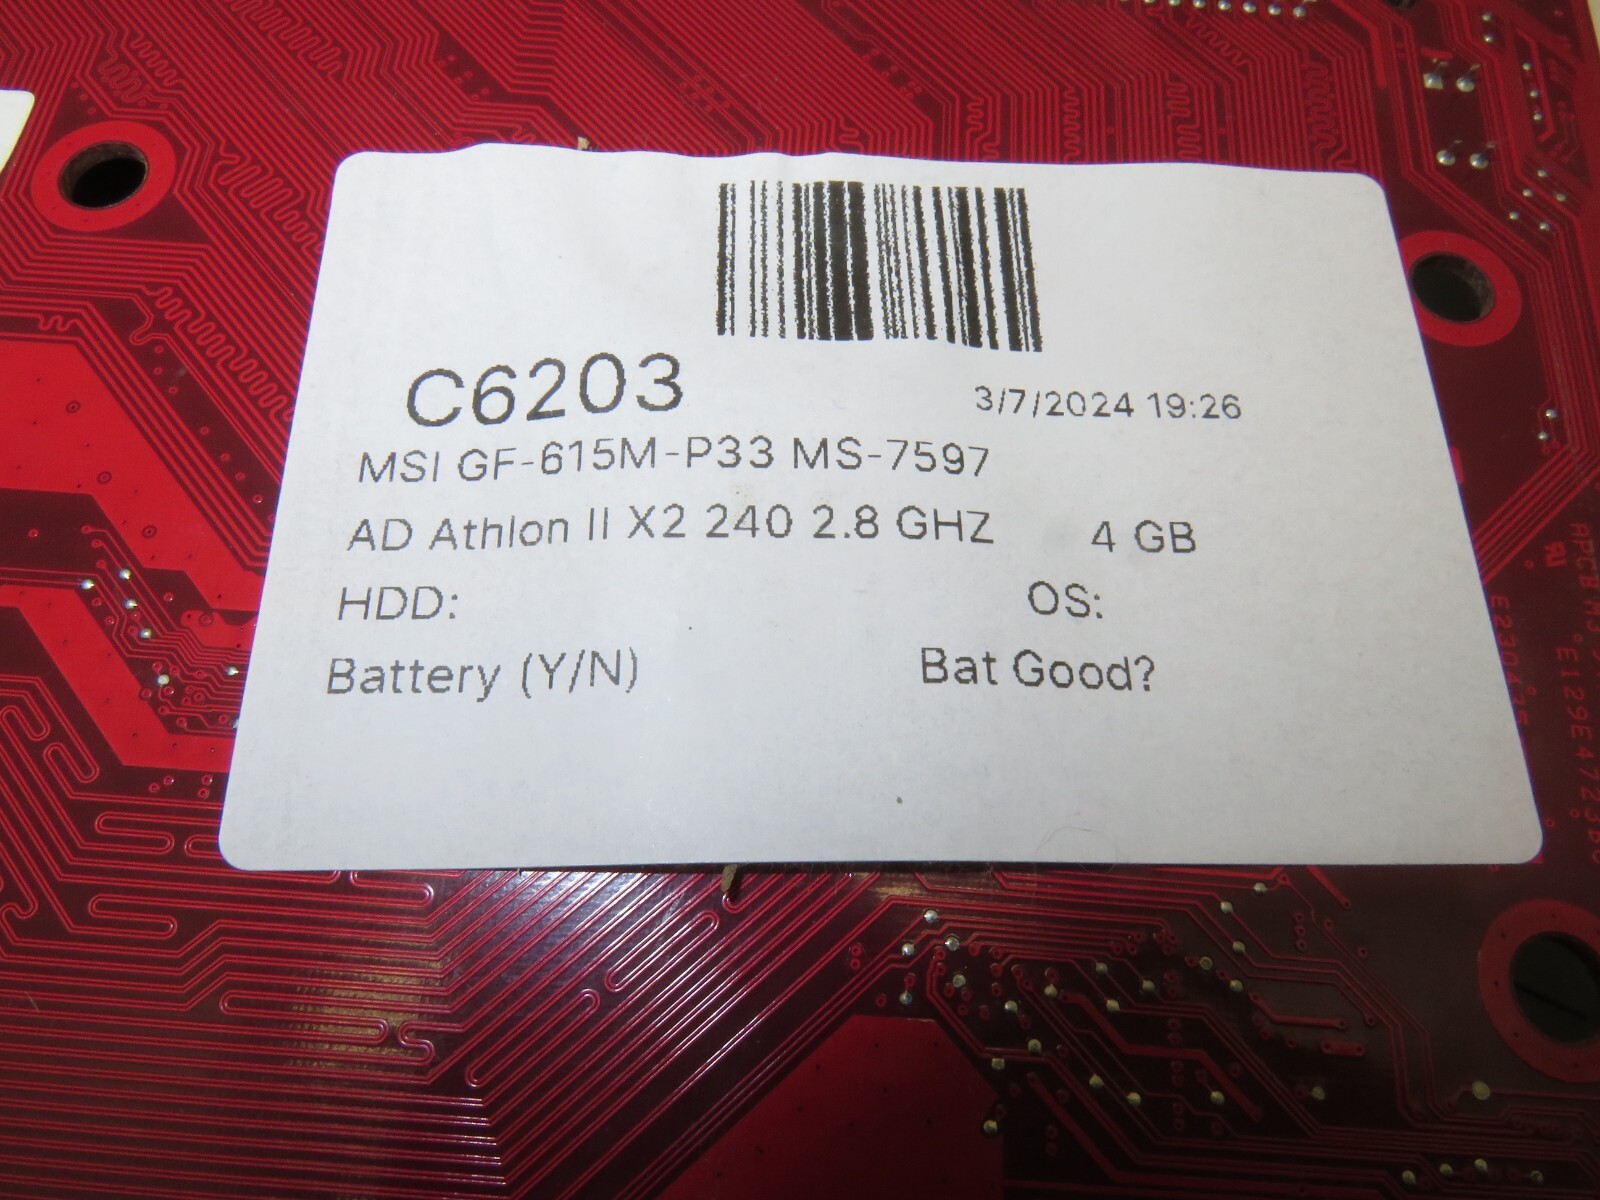 C6203 3/7/2024 19:26
MSI GF-615M-P33 MS-7597
AD Athlon II X2 240 2.8 GHZ 4 GB
HDD: OS:
Battery (Y/N) Bat Good?